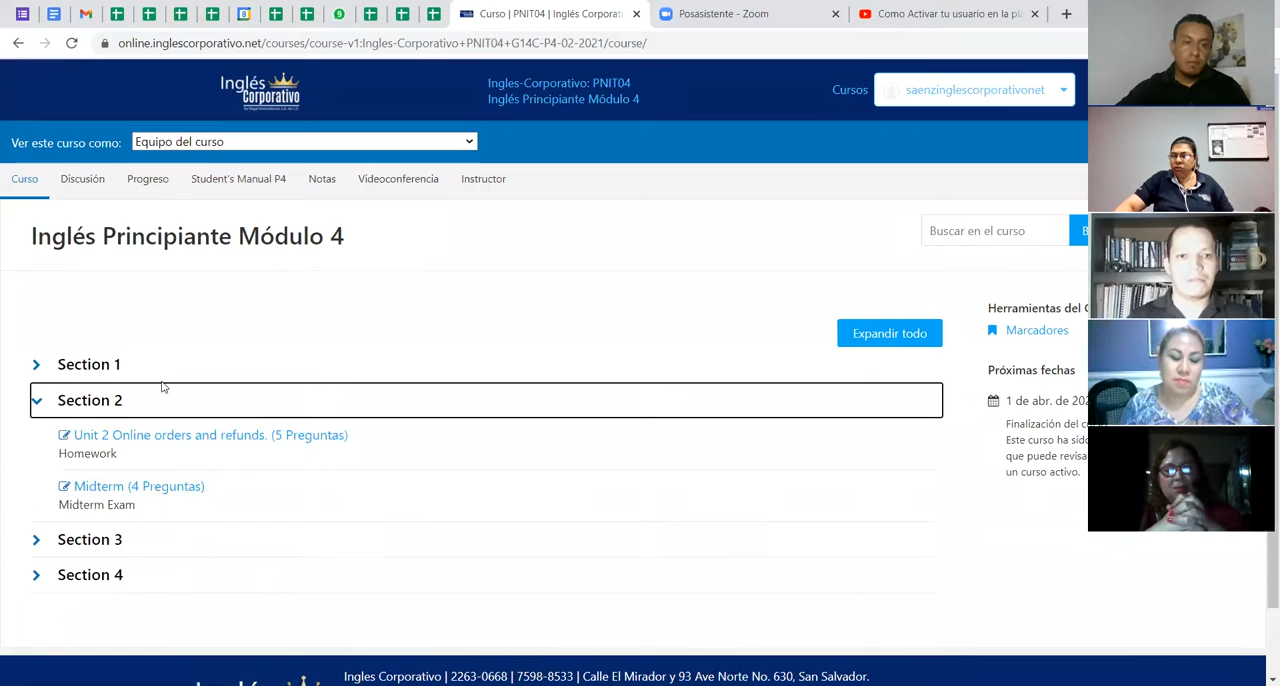 Curso | PNIT04 | Inglés Corporat
Posasistente - Zoom
Como Activar tu usuario en la pl
online.inglescorporativo.net/courses/course-v1:Ingles-Corporativo+PNIT04+G14C-P4-02-2021/course/
Inglés
Corporativo
Ingles-Corporativo: PNIT04
Inglés Principiante Módulo 4
Cursos
saenzinglescorporativonet
Ver este curso como:
Equipo del curso
Curso
Discusión
Progreso
Student's Manual P4
Notas
Videoconferencia
Instructor
Inglés Principiante Módulo 4
Buscar en el curso
B
Expandir todo
Herramientas del C
Marcadores
Próximas fechas
1 de abr. de 202
Finalización del cu
Este curso ha sido
que puede revisa
un curso activo.
Section 1
Section 2
Unit 2 Online orders and refunds. (5 Preguntas)
Homework
Midterm (4 Preguntas)
Midterm Exam
Section 3
Section 4
Ingles Corporativo | 2263-0668 | 7598-8533 | Calle El Mirador y 93 Ave Norte No. 630, San Salvador.